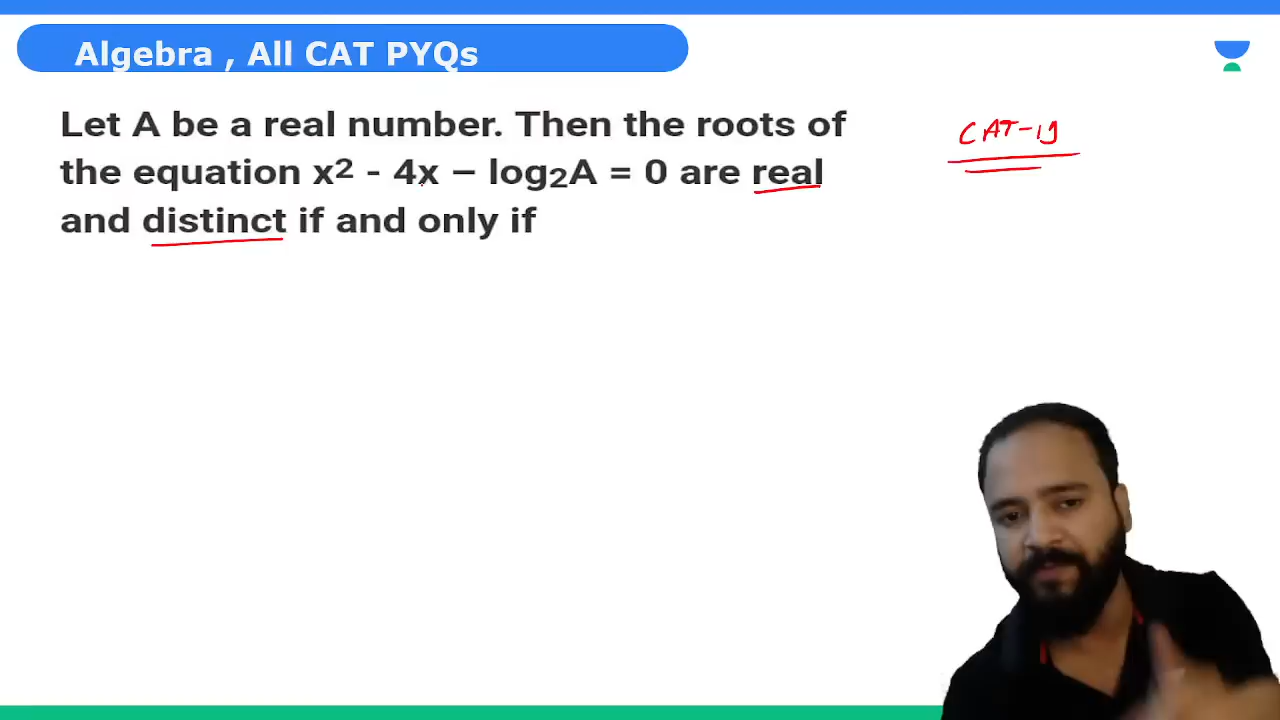 Algebra , All CAT PYQs
Let A be a real number. Then the roots of
the equation x² - 4x – log₂A = 0 are real
and distinct if and only if
CAT-19